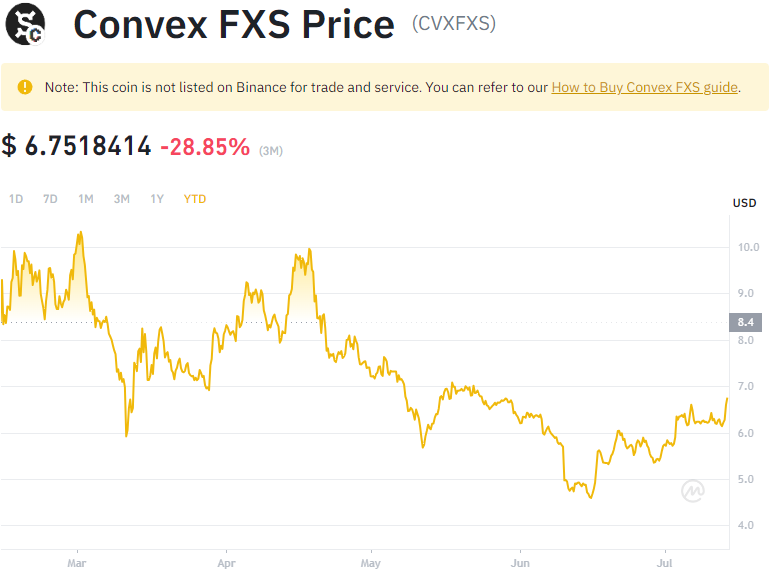 Convex FXS Price (CVXFXS)
Note: This coin is not listed on Binance for trade and service. You can refer to our How to Buy Convex FXS guide.
$ 6.7518414 -28.85% (3M)
1D 7D 1M 3M 1Y YTD
USD
10.0
9.0
8.4
8.0
7.0
6.0
5.0
4.0
Mar Apr May Jun Jul